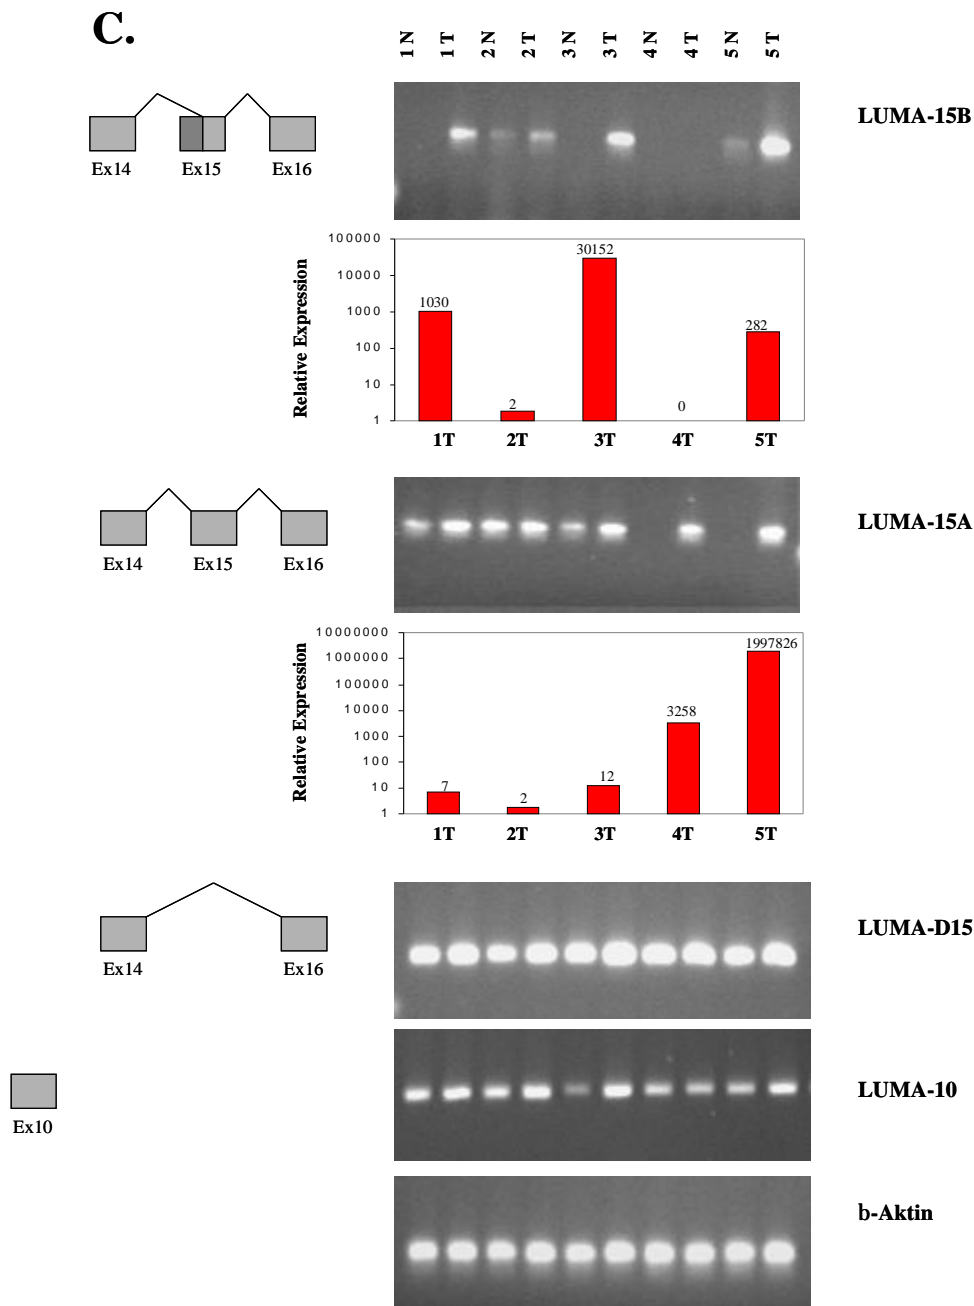 C.
1 N 1 T 2 N 2 T 3 N 3 T 4 N 4 T 5 N 5 T
LUMA-15B
Ex14 Ex15 Ex16
Relative Expression
100000
10000
1000
100
10
1
1030 2 30152 0 282
1T 2T 3T 4T 5T
LUMA-15A
Ex14 Ex15 Ex16
Relative Expression
10000000
1000000
100000
10000
1000
100
10
1
7 2 12 3258 1997826
1T 2T 3T 4T 5T
LUMA-D15
Ex14 Ex16
LUMA-10
Ex10
b-Aktin